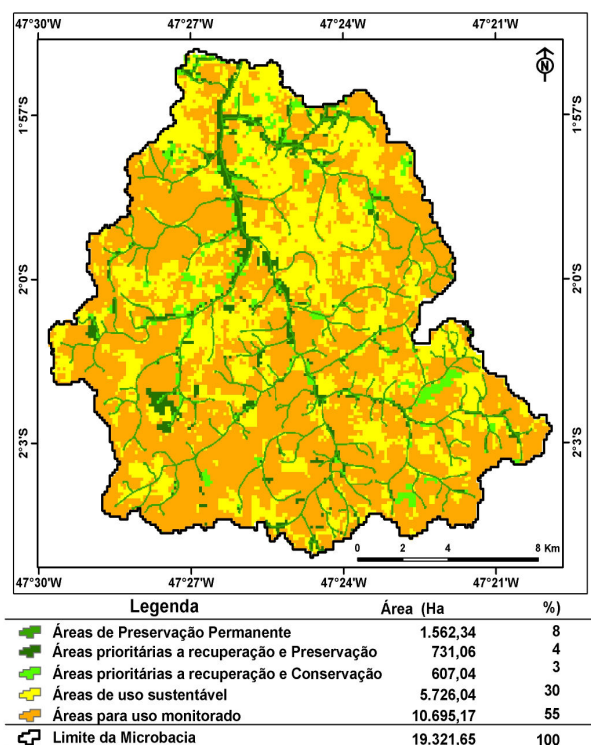 47°30'W 47°27'W 47°24'W 47°21'W
N
1°57'S 1°57'S
2°0'S 2°0'S
2°3'S 2°3'S
0 2 4 8 Km
47°30'W 47°27'W 47°24'W 47°21'W
Legenda Área (Ha %)
Áreas de Preservação Permanente 1.562,34 8
Áreas prioritárias a recuperação e Preservação 731,06 4
Áreas prioritárias a recuperação e Conservação 607,04 3
Áreas de uso sustentável 5.726,04 30
Áreas para uso monitorado 10.695,17 55
Limite da Microbacia 19.321.65 100